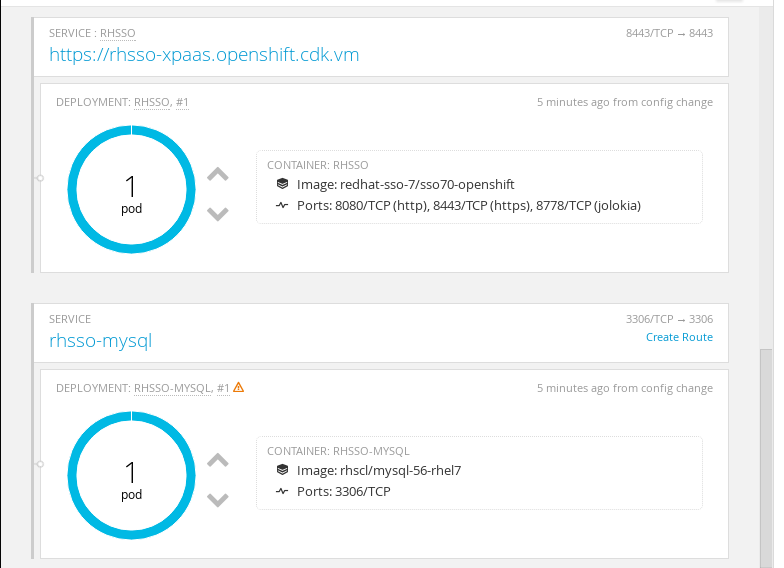 SERVICE : RHSSO
8443/TCP → 8443
https://rhsso-xpaas.openshift.cdk.vm
DEPLOYMENT: RHSSO, #1
5 minutes ago from config change
1
pod
CONTAINER: RHSSO
Image: redhat-sso-7/sso70-openshift
Ports: 8080/TCP (http), 8443/TCP (https), 8778/TCP (jolokia)
SERVICE
3306/TCP → 3306
rhsso-mysql
Create Route
DEPLOYMENT: RHSSO-MYSQL, #1
5 minutes ago from config change
1
pod
CONTAINER: RHSSO-MYSQL
Image: rhscl/mysql-56-rhel7
Ports: 3306/TCP